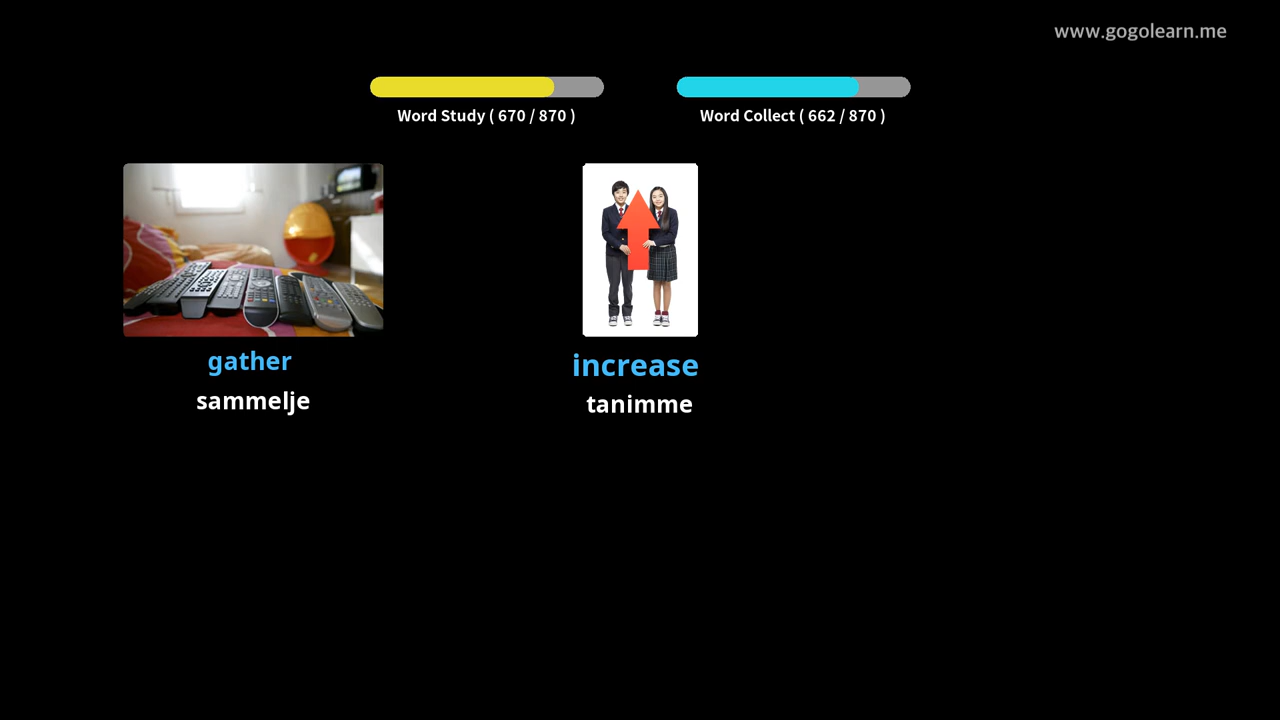 www.gogolearn.me
Word Study ( 670 / 870 )
Word Collect ( 662 / 870 )
gather
sammelje
increase
tanimme